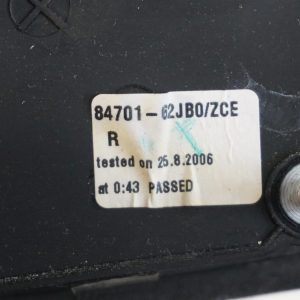 84701-62JB0/ZCE
R
tested on 25.8.2006
at 0:43 PASSED